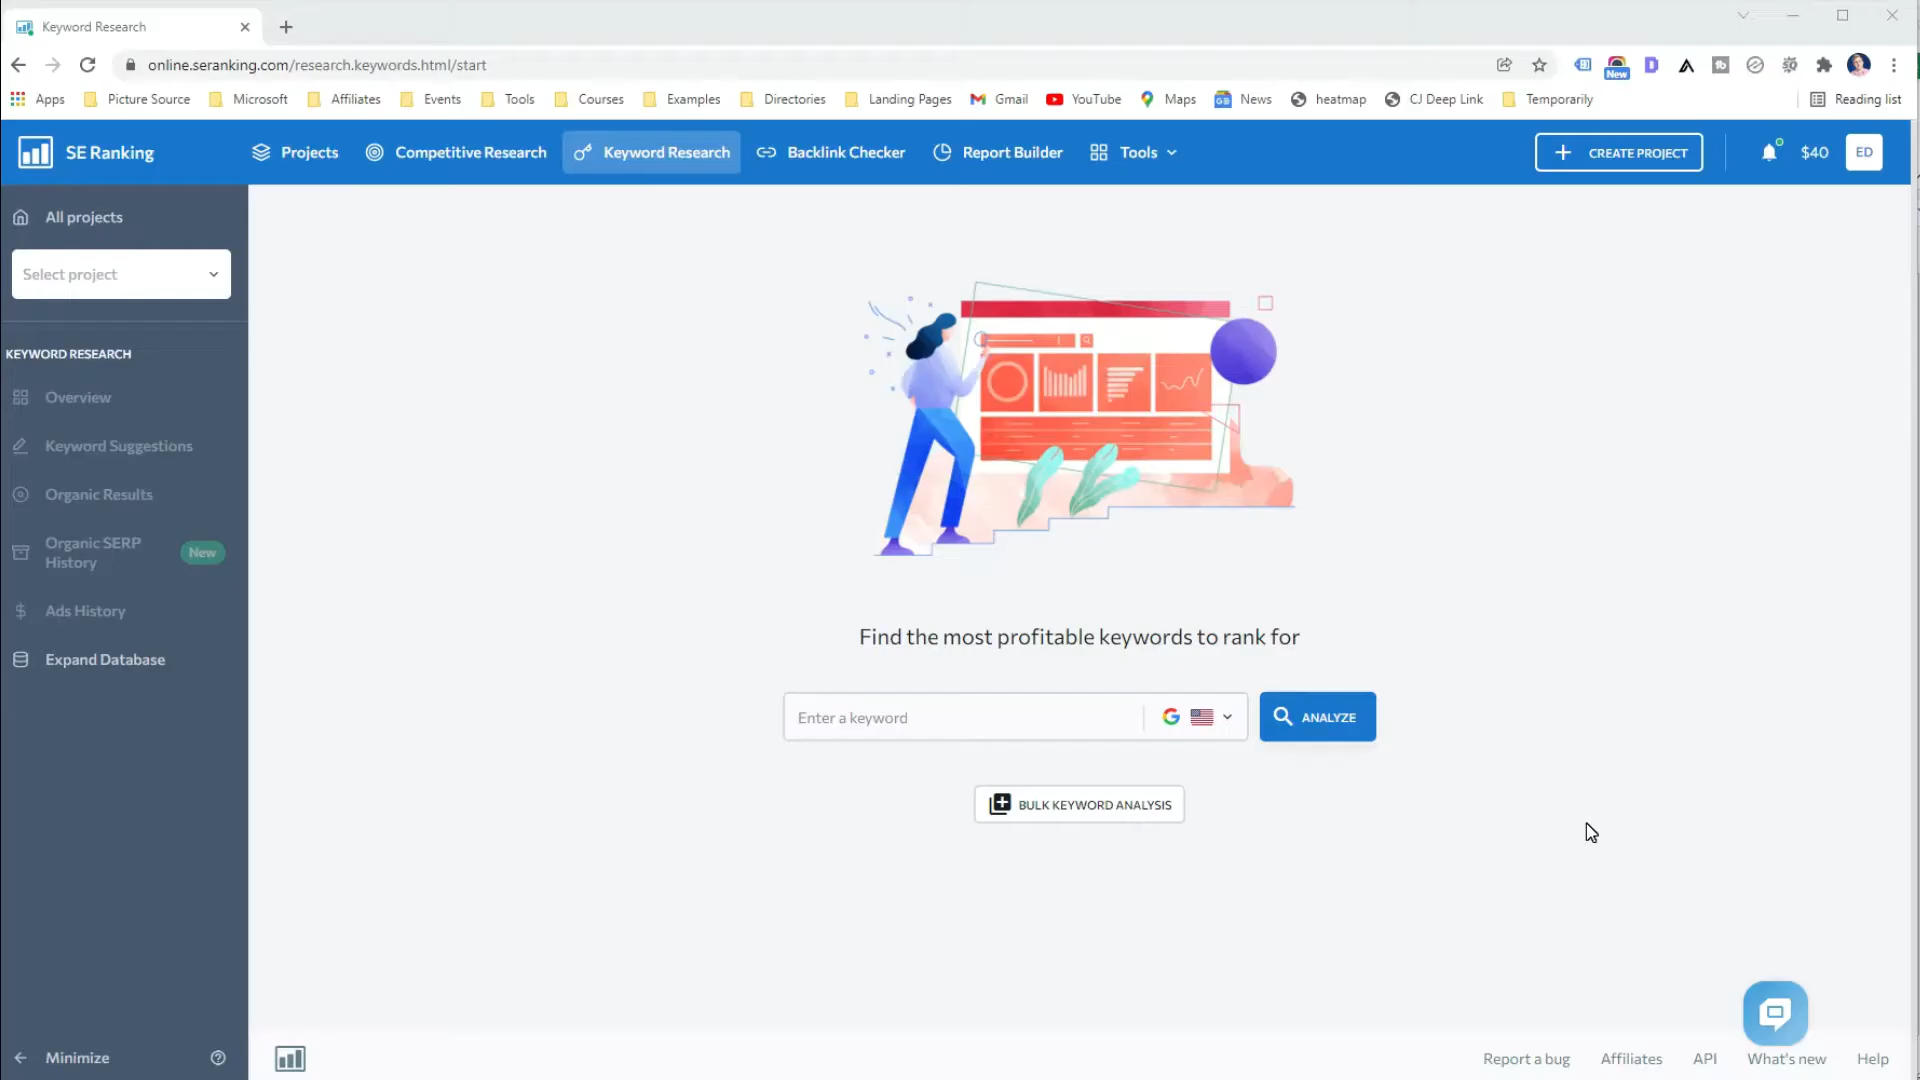 Keyword Research
online.seranking.com/research.keywords.html/start
New
Apps
Picture Source
Microsoft
Affiliates
Events
Tools
Courses
Examples
Directories
Landing Pages
Gmail
YouTube
Maps
News
heatmap
CJ Deep Link
Temporarily
Reading list
SE Ranking
Projects
Competitive Research
Keyword Research
Backlink Checker
Report Builder
Tools
CREATE PROJECT
$40
ED
All projects
Select project
KEYWORD RESEARCH
Overview
Keyword Suggestions
Organic Results
Organic SERP
History
New
Ads History
Expand Database
Find the most profitable keywords to rank for
Enter a keyword
ANALYZE
BULK KEYWORD ANALYSIS
Minimize
Report a bug
Affiliates
API
What's new
Help